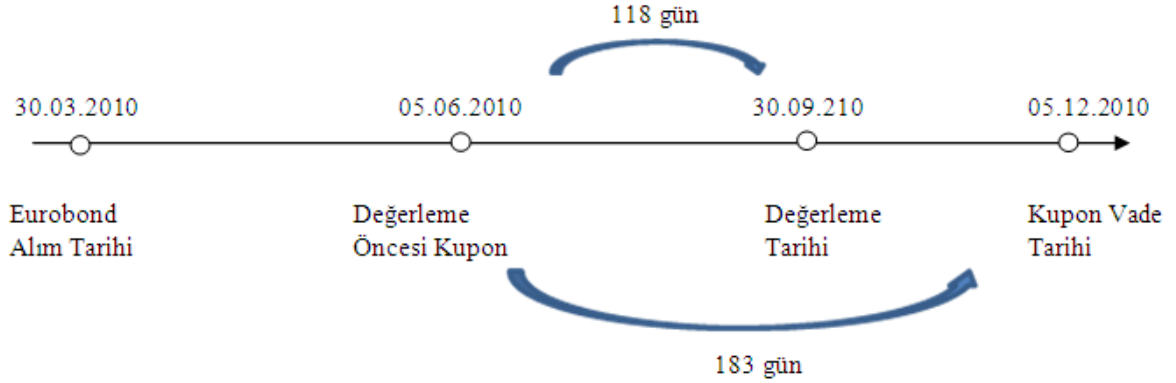 118 gün
30.03.2010 05.06.2010 30.09.210 05.12.2010
Eurobond Değerleme Değerleme Kupon Vade
Alım Tarihi Öncesi Kupon Tarihi Tarihi
183 gün